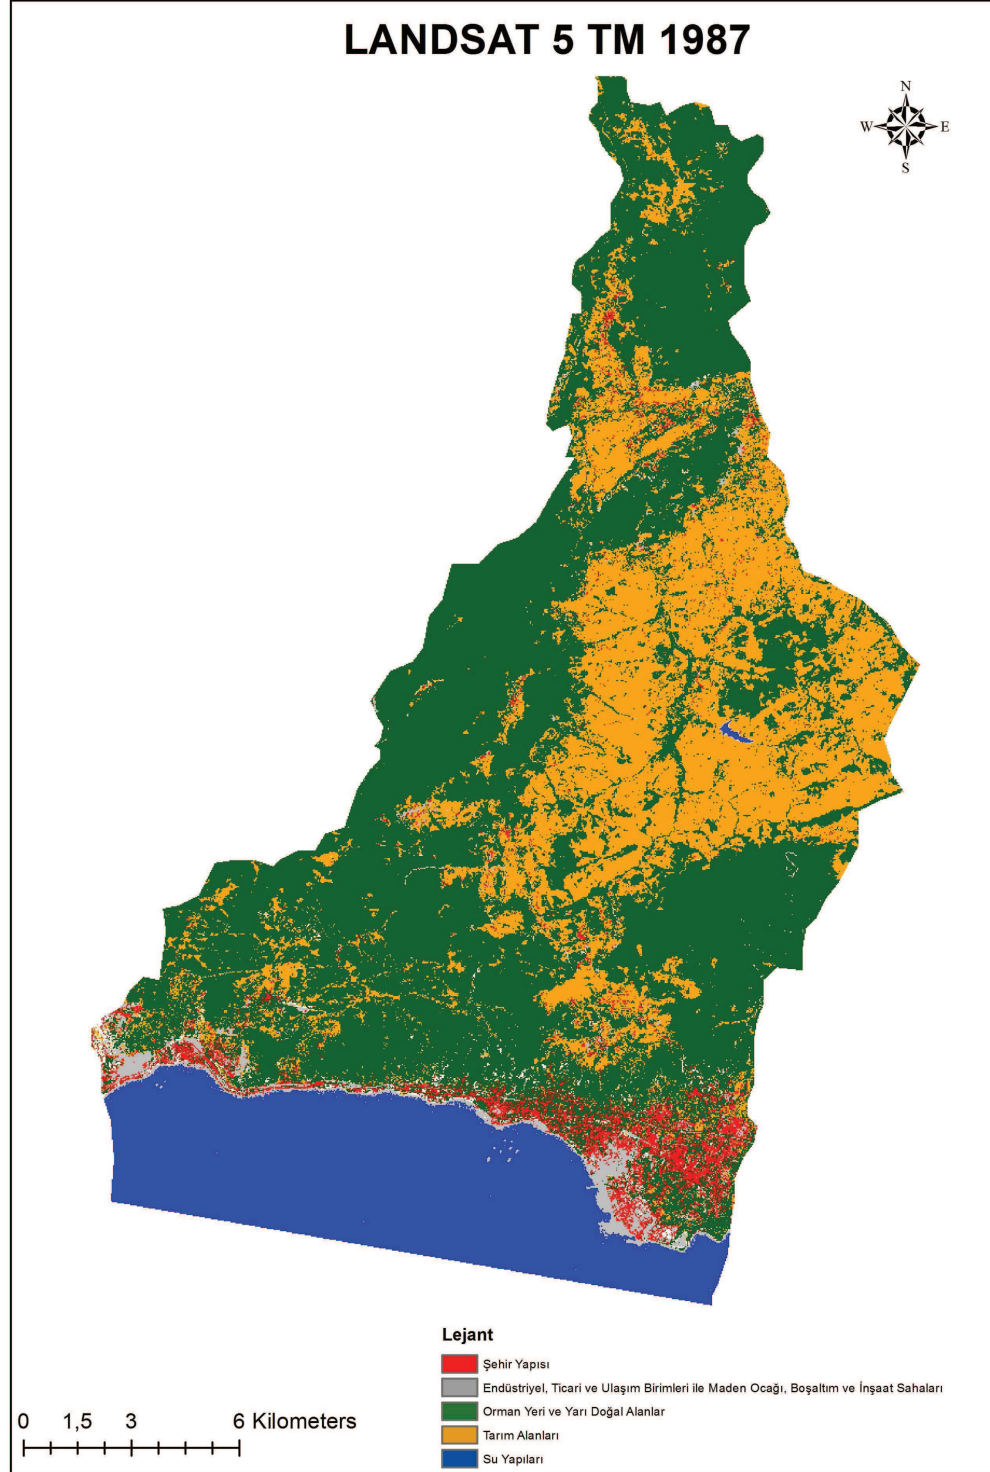 LANDSAT 5 TM 1987
N
W E
S
Lejant
Şehir Yapısı
Endüstriyel, Ticari ve Ulaşım Birimleri ile Maden Ocağı, Boşaltım ve İnşaat Sahaları
Orman Yeri ve Yarı Doğal Alanlar
Tarım Alanları
Su Yapıları
0 1,5 3 6 Kilometers